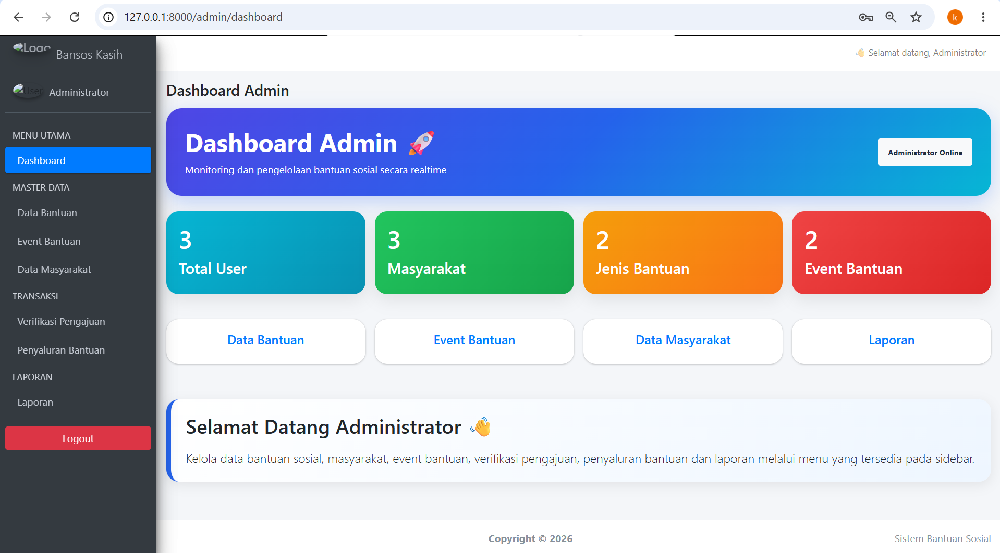 127.0.0.1:8000/admin/dashboard
k
Logo
Bansos Kasih
👋 Selamat datang, Administrator
User
Administrator
MENU UTAMA
Dashboard
MASTER DATA
Data Bantuan
Event Bantuan
Data Masyarakat
TRANSAKSI
Verifikasi Pengajuan
Penyaluran Bantuan
LAPORAN
Laporan
Logout
Dashboard Admin
Dashboard Admin 🚀
Monitoring dan pengelolaan bantuan sosial secara realtime
Administrator Online
3
Total User
3
Masyarakat
2
Jenis Bantuan
2
Event Bantuan
Data Bantuan
Event Bantuan
Data Masyarakat
Laporan
Selamat Datang Administrator 👋
Kelola data bantuan sosial, masyarakat, event bantuan, verifikasi pengajuan, penyaluran bantuan dan laporan melalui menu yang tersedia pada sidebar.
Copyright © 2026
Sistem Bantuan Sosial